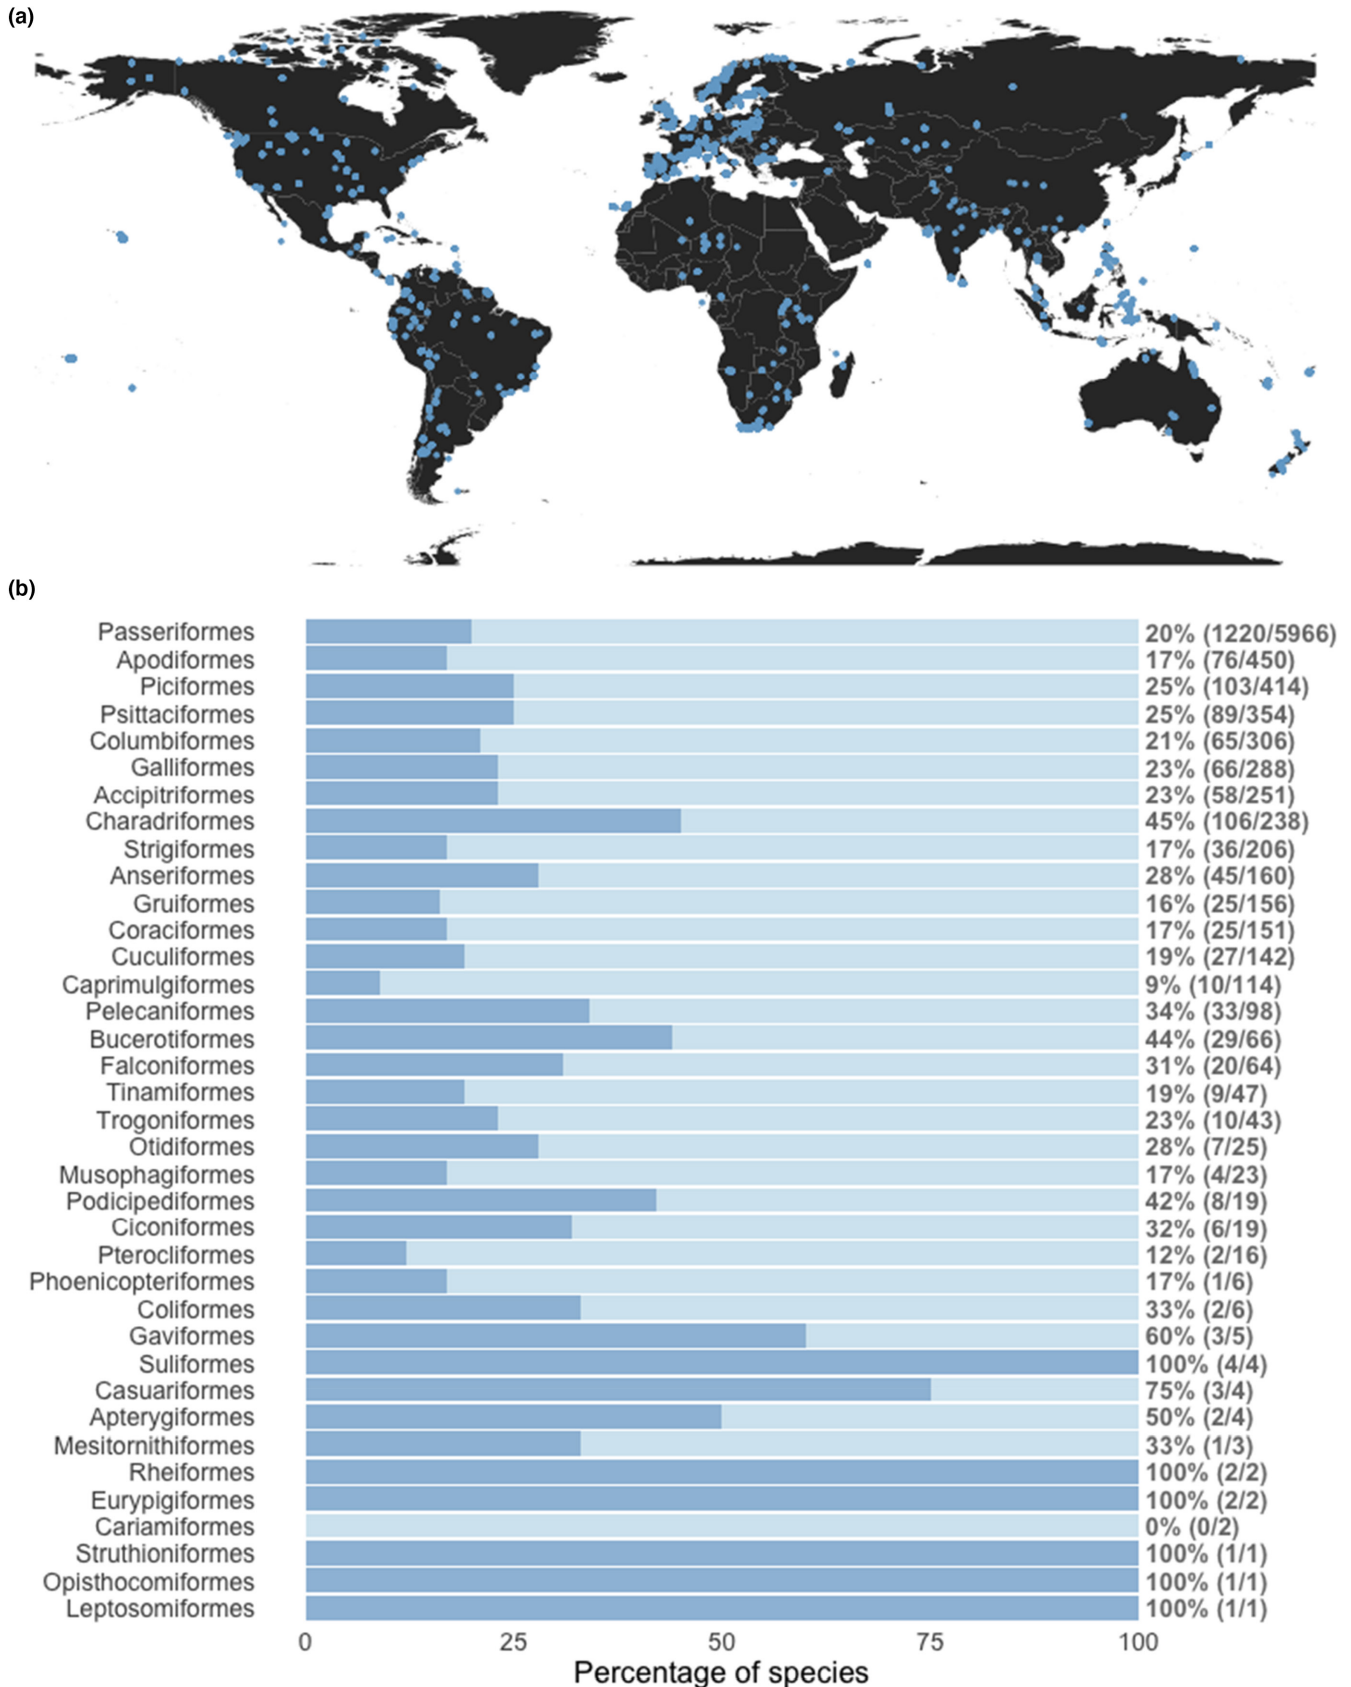 (a)
(b)
Passeriformes 20% (1220/5966)
Apodiformes 17% (76/450)
Piciformes 25% (103/414)
Psittaciformes 25% (89/354)
Columbiformes 21% (65/306)
Galliformes 23% (66/288)
Accipitriformes 23% (58/251)
Charadriformes 45% (106/238)
Strigiformes 17% (36/206)
Anseriformes 28% (45/160)
Gruiformes 16% (25/156)
Coraciformes 17% (25/151)
Cuculiformes 19% (27/142)
Caprimulgiformes 9% (10/114)
Pelecaniformes 34% (33/98)
Bucerotiformes 44% (29/66)
Falconiformes 31% (20/64)
Tinamiformes 19% (9/47)
Trogoniformes 23% (10/43)
Otidiformes 28% (7/25)
Musophagiformes 17% (4/23)
Podicipediformes 42% (8/19)
Ciconiformes 32% (6/19)
Pterocliformes 12% (2/16)
Phoenicopteriformes 17% (1/6)
Coliformes 33% (2/6)
Gaviformes 60% (3/5)
Suliformes 100% (4/4)
Casuariformes 75% (3/4)
Apterygiformes 50% (2/4)
Mesitornithiformes 33% (1/3)
Rheiformes 100% (2/2)
Eurypigiformes 100% (2/2)
Cariamiformes 0% (0/2)
Struthioniformes 100% (1/1)
Opisthocomiformes 100% (1/1)
Leptosomiformes 100% (1/1)
0 25 50 75 100
Percentage of species